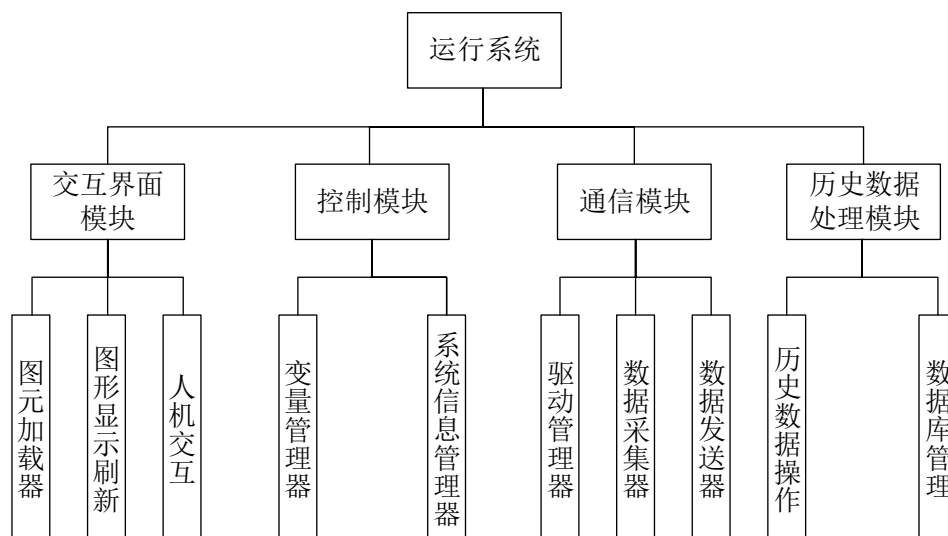 运行系统
交互界面
模块
控制模块
通信模块
历史数据
处理模块
图元加载器
图形显示刷新
人机交互
变量管理器
系统信息管理器
驱动管理器
数据采集器
数据发送器
历史数据操作
数据库管理